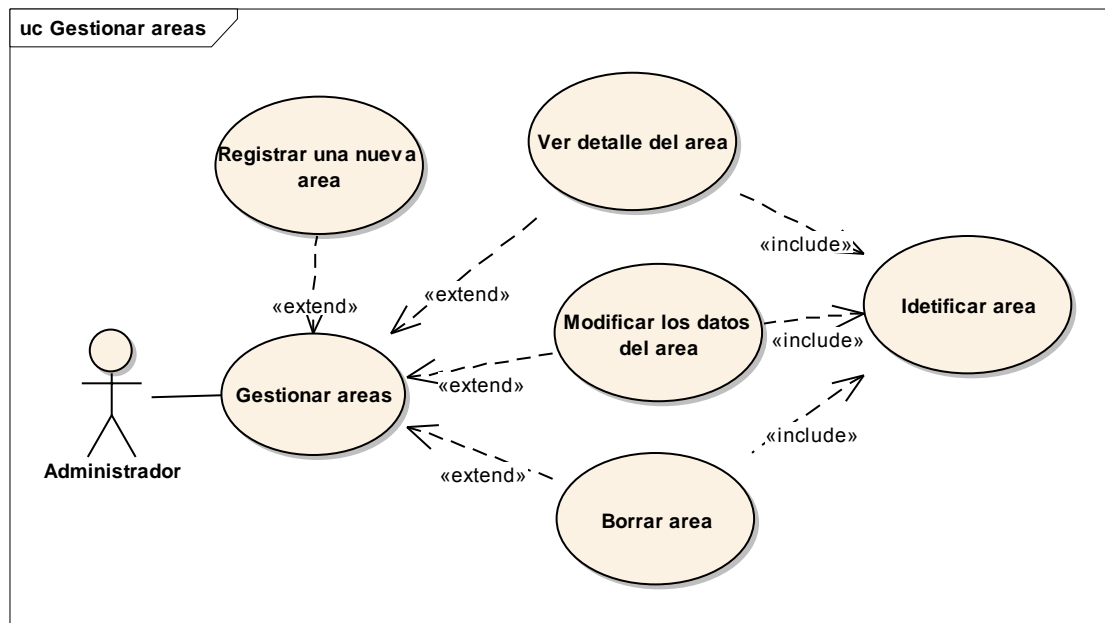 uc Gestionar areas
Registrar una nueva
area
Ver detalle del area
«include»
«extend»
«extend»
Idetificar area
Modificar los datos
del area
«include»
«extend»
Gestionar areas
«include»
«extend»
Administrador
Borrar area